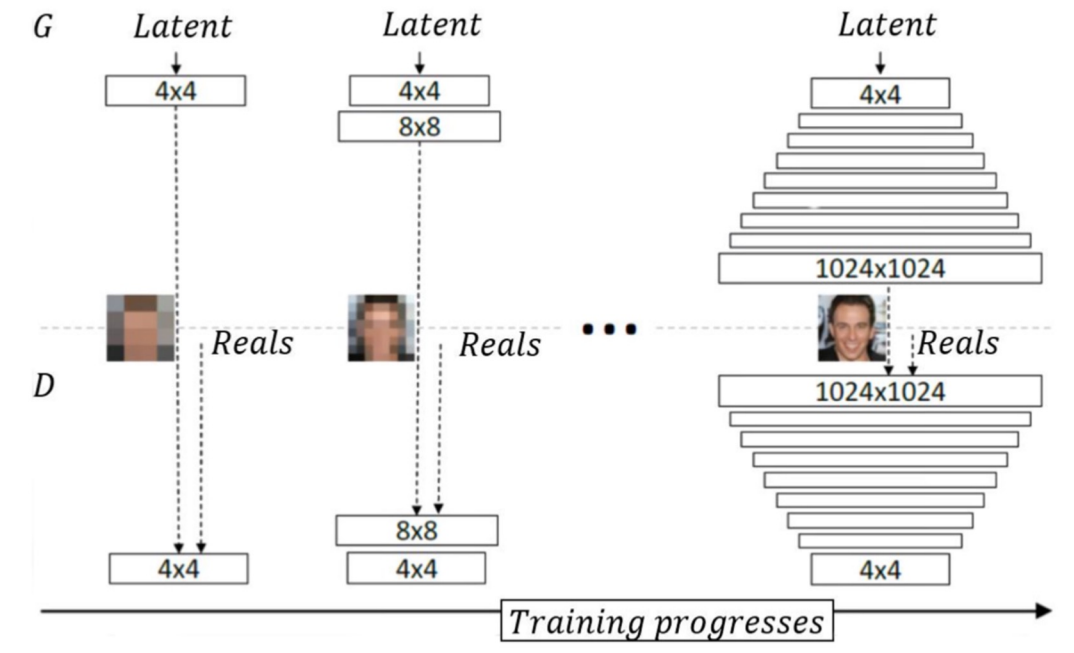 G
Latent
Latent
Latent
4x4
4x4
4x4
8x8
1024x1024
Reals
Reals
Reals
D
1024x1024
8x8
4x4
4x4
4x4
Training progresses